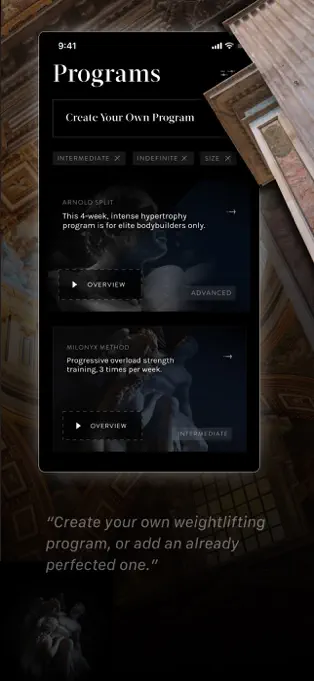 9:41
Programs
Create Your Own Program
INTERMEDIATE
INDEFINITE
SIZE
ARNOLD SPLIT
This 4-week, intense hypertrophy
program is for elite bodybuilders only.
OVERVIEW
ADVANCED
MILONYX METHOD
Progressive overload strength
training, 3 times per week.
OVERVIEW
INTERMEDIATE
“Create your own weightlifting
program, or add an already
perfected one.“